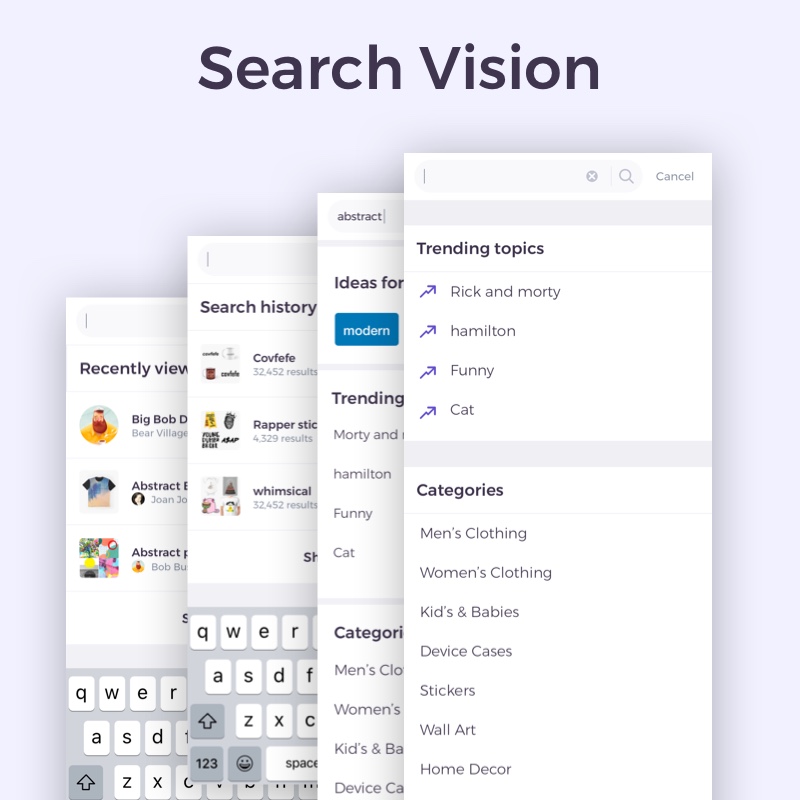 Search Vision
Cancel
Trending topics
Rick and morty
hamilton
Funny
Cat
Categories
Men's Clothing
Women's Clothing
Kid's & Babies
Device Cases
Stickers
Wall Art
Home Decor
abstract
Ideas for
modern
Trending
Morty and
hamilton
Funny
Cat
Categori
Men's Clo
Women's
Kid's & Ba
Device Ca
Search history
Covfefe
32,452 results
Rapper stic
4,329 results
whimsical
32,452 results
Sh
q w e r
a s d f
z x c
123 space
Recently view
Big Bob D
Bear Village
Abstract
Joan Jo
Abstract p
Bob Bu
S
q w e r
a s d
z x c v b n m